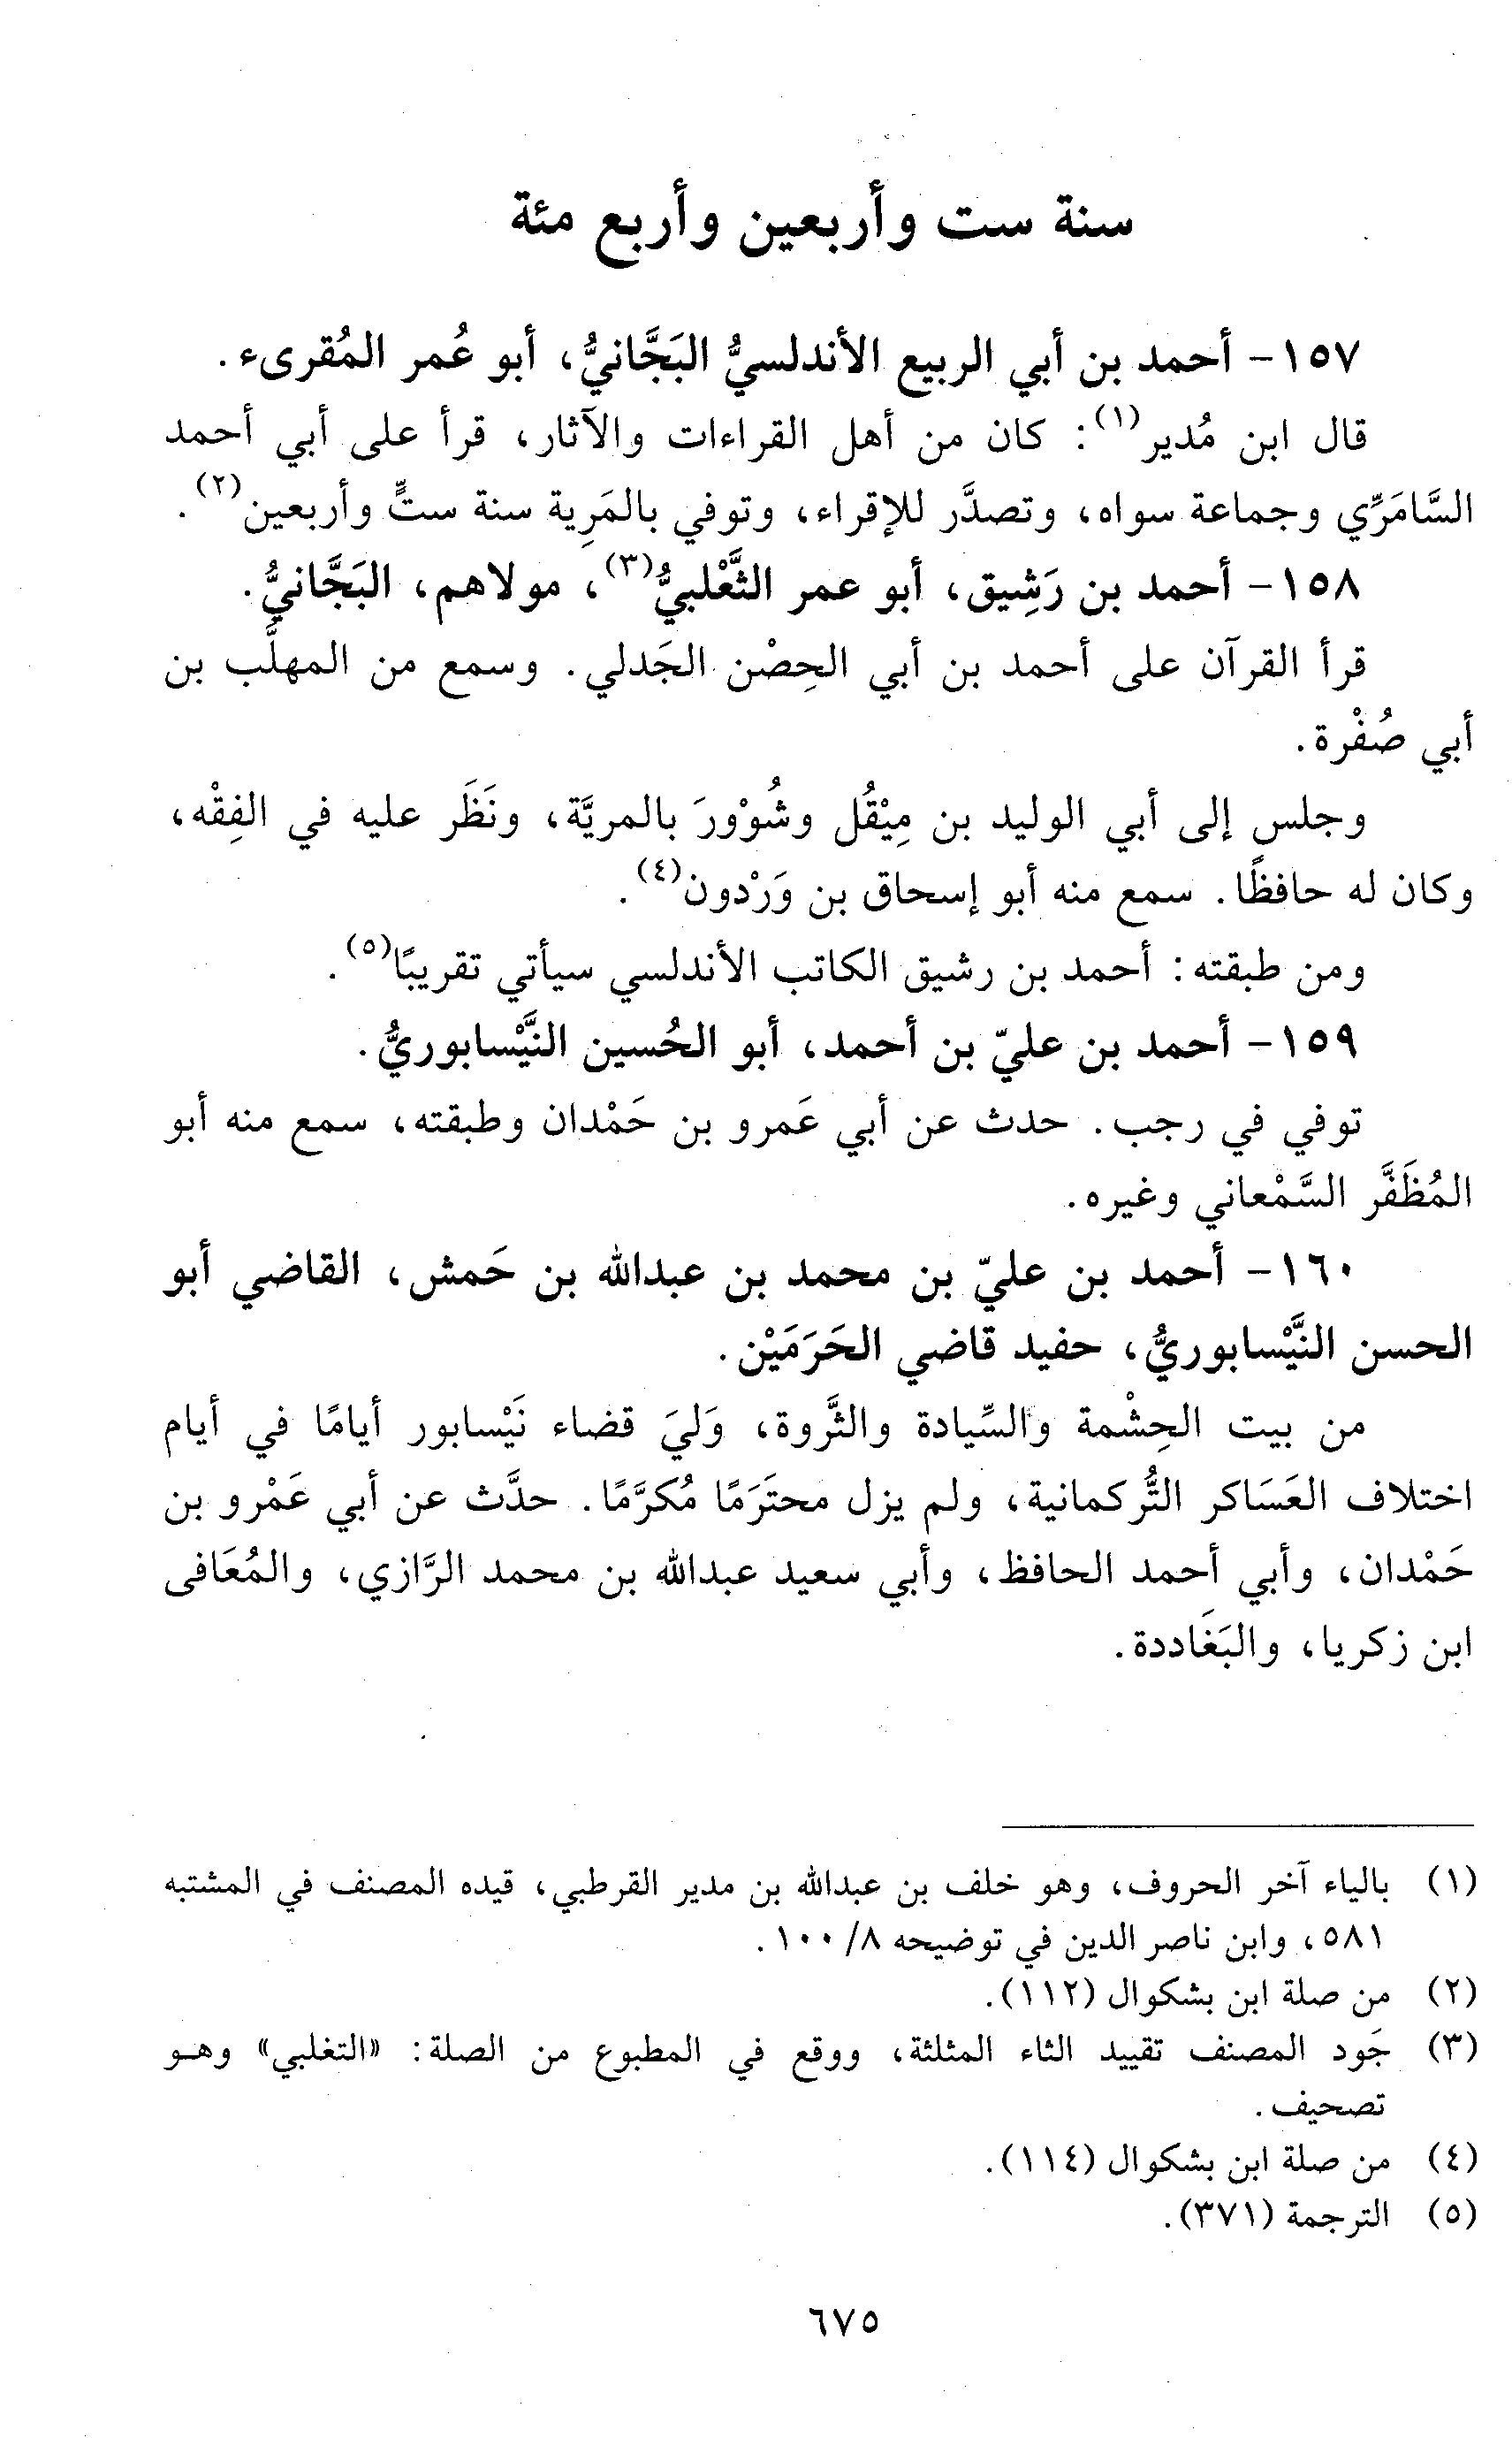 سنة ست وأربعين وأربع مئة
١٥٧- أحمد بن أبي الربيع الأندلسيُّ البَجَّانيُّ، أبو عُمر المُقرىء.
قال ابن مُدير(١): كان من أهل القراءات والآثار، قرأ على أبي أحمد
السَّامَرِّي وجماعة سواه، وتصدَّر للإقراء، وتوفي بالمَرِية سنة ستٍّ وأربعين(٢).
١٥٨- أحمد بن رَشِيق، أبو عمر الثَّعْلبيُّ(٣)، مولاهم، البَجَّانيُّ.
قرأ القرآن على أحمد بن أبي الحِصْن الجَدلي. وسمع من المهلَّب بن
أبي صُفْرة.
وجلس إلى أبي الوليد بن مِيْقُل وشُوْورَ بالمريَّة، ونَظَر عليه في الفِقْه،
وكان له حافظًا. سمع منه أبو إسحاق بن وَرْدون(٤).
ومن طبقته: أحمد بن رشيق الكاتب الأندلسي سيأتي تقريبًا(٥).
١٥٩- أحمد بن عليّ بن أحمد، أبو الحُسين النَّيْسابوريُّ.
توفي في رجب. حدث عن أبي عَمرو بن حَمْدان وطبقته، سمع منه أبو
المُظَفَّر السَّمْعاني وغيره.
١٦٠- أحمد بن عليّ بن محمد بن عبدالله بن حَمش، القاضي أبو
الحسن النَّيْسابوريُّ، حفيد قاضي الحَرَمَيْن.
من بيت الحِشْمة والسِّيادة والثَّروة، وَليَ قضاء نَيْسابور أيامًا في أيام
اختلاف العَسَاكر التُّركمانية، ولم يزل محتَرَمًا مُكرَّمًا. حدَّث عن أبي عَمْرو بن
حَمْدان، وأبي أحمد الحافظ، وأبي سعيد عبدالله بن محمد الرَّازي، والمُعَافى
ابن زكريا، والبَغَاددة.
(١) بالياء آخر الحروف، وهو خلف بن عبدالله بن مدير القرطبي، قيده المصنف في المشتبه
٥٨١، وابن ناصر الدين في توضيحه ٨/ ١٠٠.
(٢) من صلة ابن بشكوال (١١٢).
(٣) جَود المصنف تقييد الثاء المثلثة، ووقع في المطبوع من الصلة: «التغلبي» وهو
تصحيف.
(٤) من صلة ابن بشكوال (١١٤).
(٥) الترجمة (٣٧١).
٦٧٥